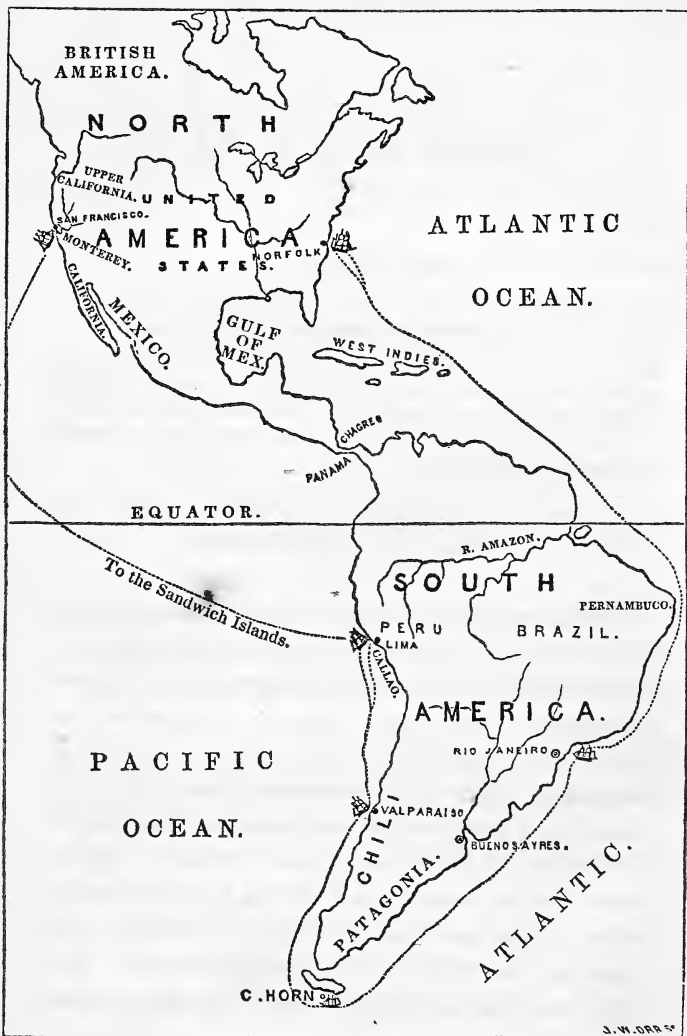 BRITISH
AMERICA.
NORTH
UPPER
CALIFORNIA.
UNITED
SAN FRANCISCO.
AMERICA.
MONTEREY.
NORFOLK
STATES.
ATLANTIC
OCEAN.
CALIFORNIA.
MEXICO.
GULF
OF
MEX.
WEST INDIES.
CHAGRES
PANAMA
EQUATOR.
R. AMAZON.
To the Sandwich Islands.
SOUTH
PERNAMBUCO.
PERU
BRAZIL.
LIMA
CALLAO.
AMERICA.
RIO JANEIRO
PACIFIC
OCEAN.
VALPARAISO
CHILI
BUENOS AYRES.
PATAGONIA.
ATLANTIC.
C. HORN
J. W. ORR